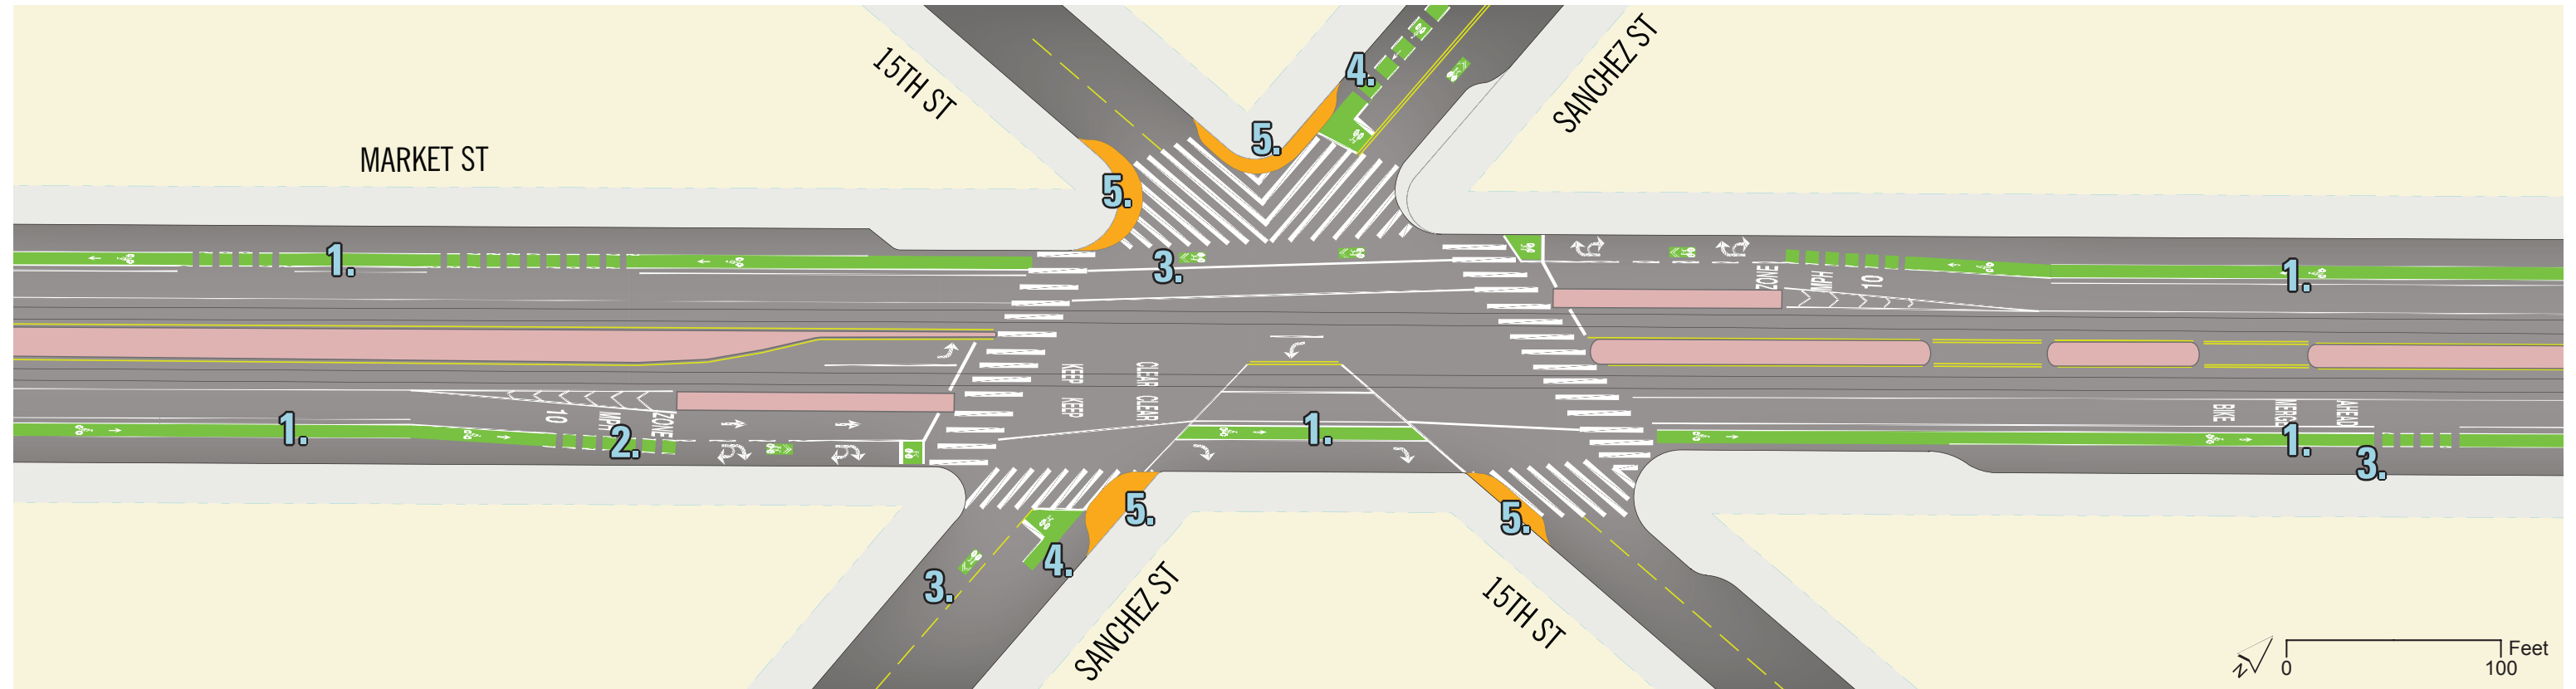 15TH ST
4.
SANCHEZ ST
5.
MARKET ST
5.
1.
3.
ZONE
MPH
10
1.
KEEP CLEAR
KEEP CLEAR
1.
10
MPH
ZONE
2.
1.
BIKE
MERGE
AHEAD
1.
3.
5.
5.
4.
3.
SANCHEZ ST
15TH ST
N
0
100
Feet